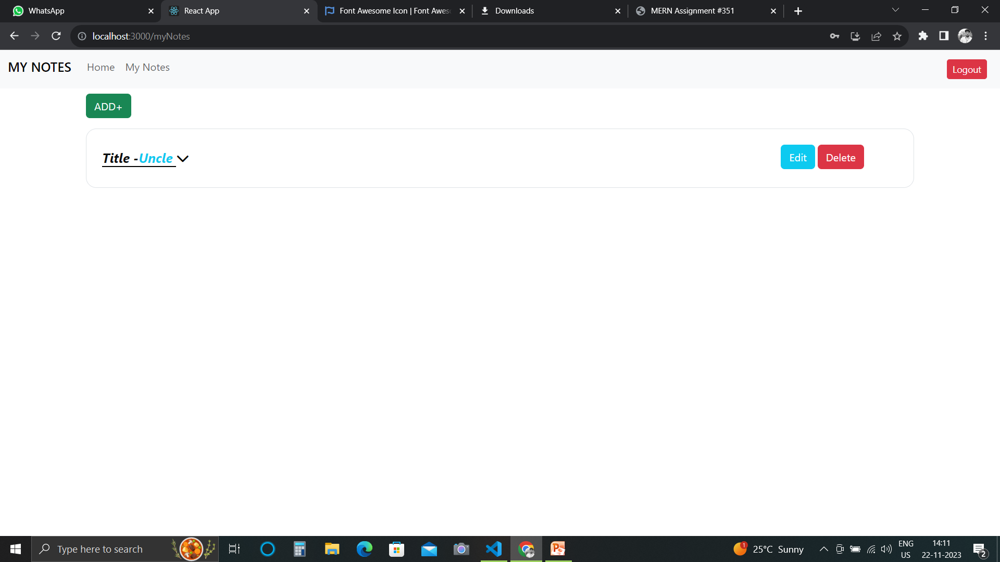 WhatsApp
React App
Font Awesome Icon | Font Awes
Downloads
MERN Assignment #351
localhost:3000/myNotes
MY NOTES
Home
My Notes
Logout
ADD+
Title -Uncle
Edit
Delete
Type here to search
1
25°C Sunny
ENG
US
14:11
22-11-2023
2